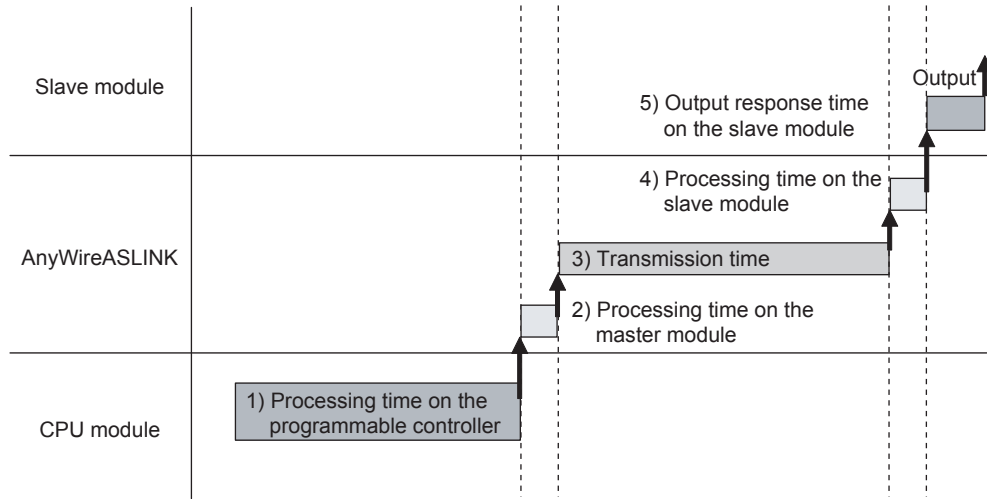 Slave module
Output
5) Output response time
on the slave module
4) Processing time on the
slave module
AnyWireASLINK
3) Transmission time
2) Processing time on the
master module
1) Processing time on the
programmable controller
CPU module